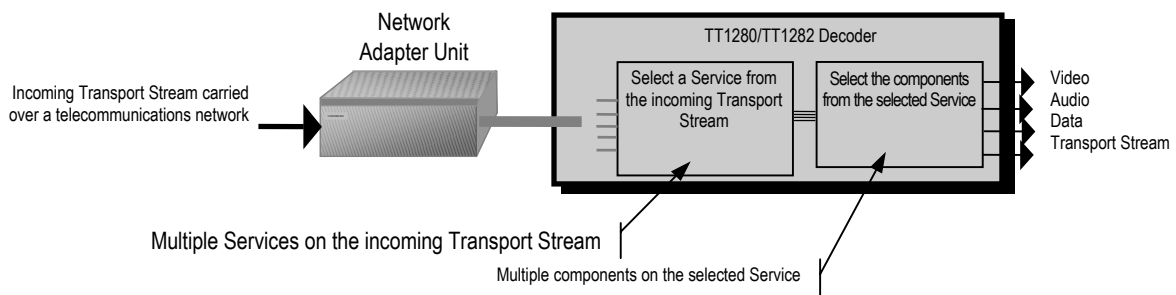 Network
Adapter Unit
Incoming Transport Stream carried
over a telecommunications network
TT1280/TT1282 Decoder
Select a Service from
the incoming Transport
Stream
Select the components
from the selected Service
Video
Audio
Data
Transport Stream
Multiple Services on the incoming Transport Stream
Multiple components on the selected Service